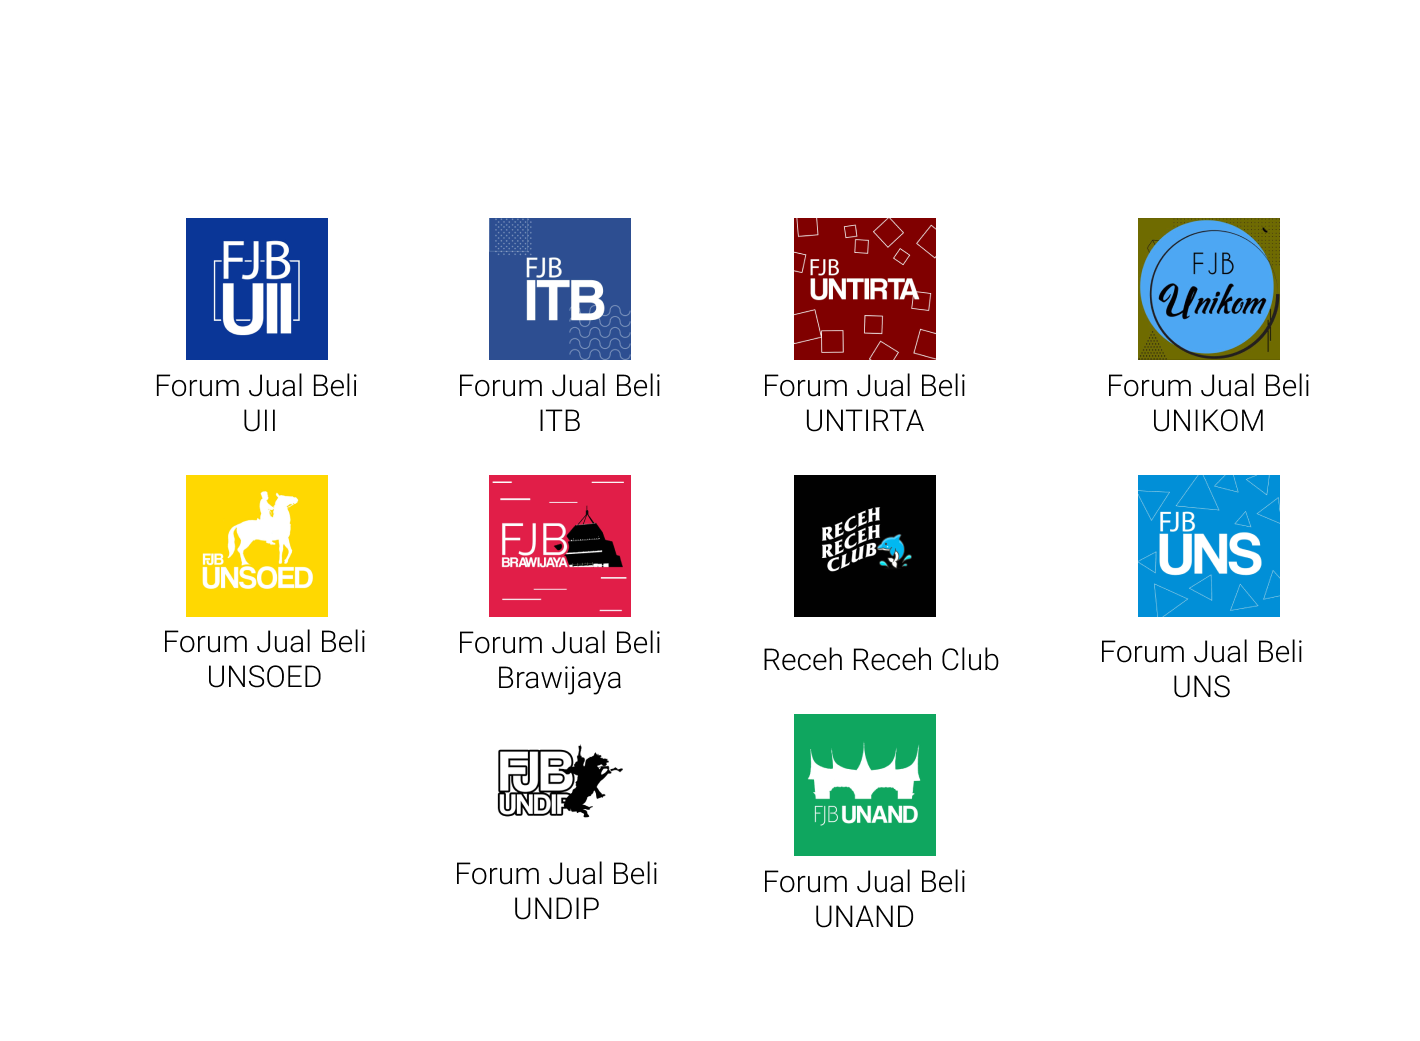 FJB
UII
Forum Jual Beli
UII
FJB
ITB
Forum Jual Beli
ITB
FJB
UNTIRTA
Forum Jual Beli
UNTIRTA
FJB
Unikom
Forum Jual Beli
UNIKOM
FJB
UNSOED
Forum Jual Beli
UNSOED
FJB
BRAWIJAYA
Forum Jual Beli
Brawijaya
RECEH
RECEH
CLUB
Receh Receh Club
FJB
UNS
Forum Jual Beli
UNS
FJB
UNDIP
Forum Jual Beli
UNDIP
FJB UNAND
Forum Jual Beli
UNAND